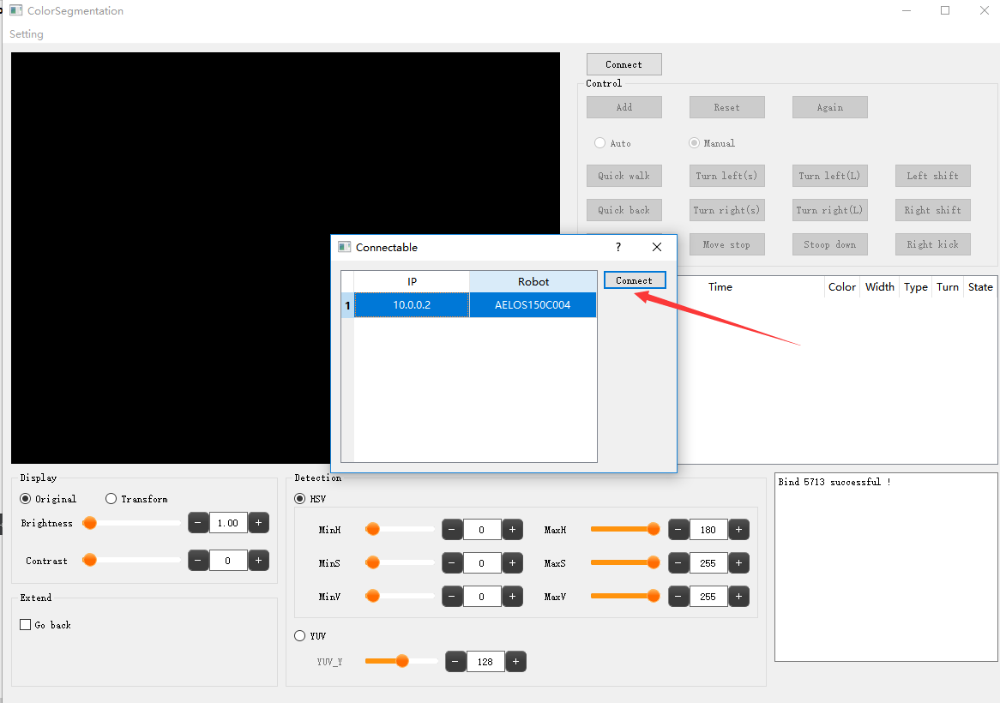 ColorSegmentation
Setting
Connect
Control
Add Reset Again
Auto Manual
Quick walk Turn left(s) Turn left(L) Left shift
Quick back Turn right(s) Turn right(L) Right shift
Move stop Stoop down Right kick
Connectable ?
IP Robot Connect
1 10.0.0.2 AELOS150C004
Time Color Width Type Turn State
Display
Original Transform
Brightness − 1.00 +
Contrast − 0 +
Extend
Go back
Detection
HSV
MinH − 0 + MaxH − 180 +
MinS − 0 + MaxS − 255 +
MinV − 0 + MaxV − 255 +
YUV
YUV_Y − 128 +
Bind 5713 successful !